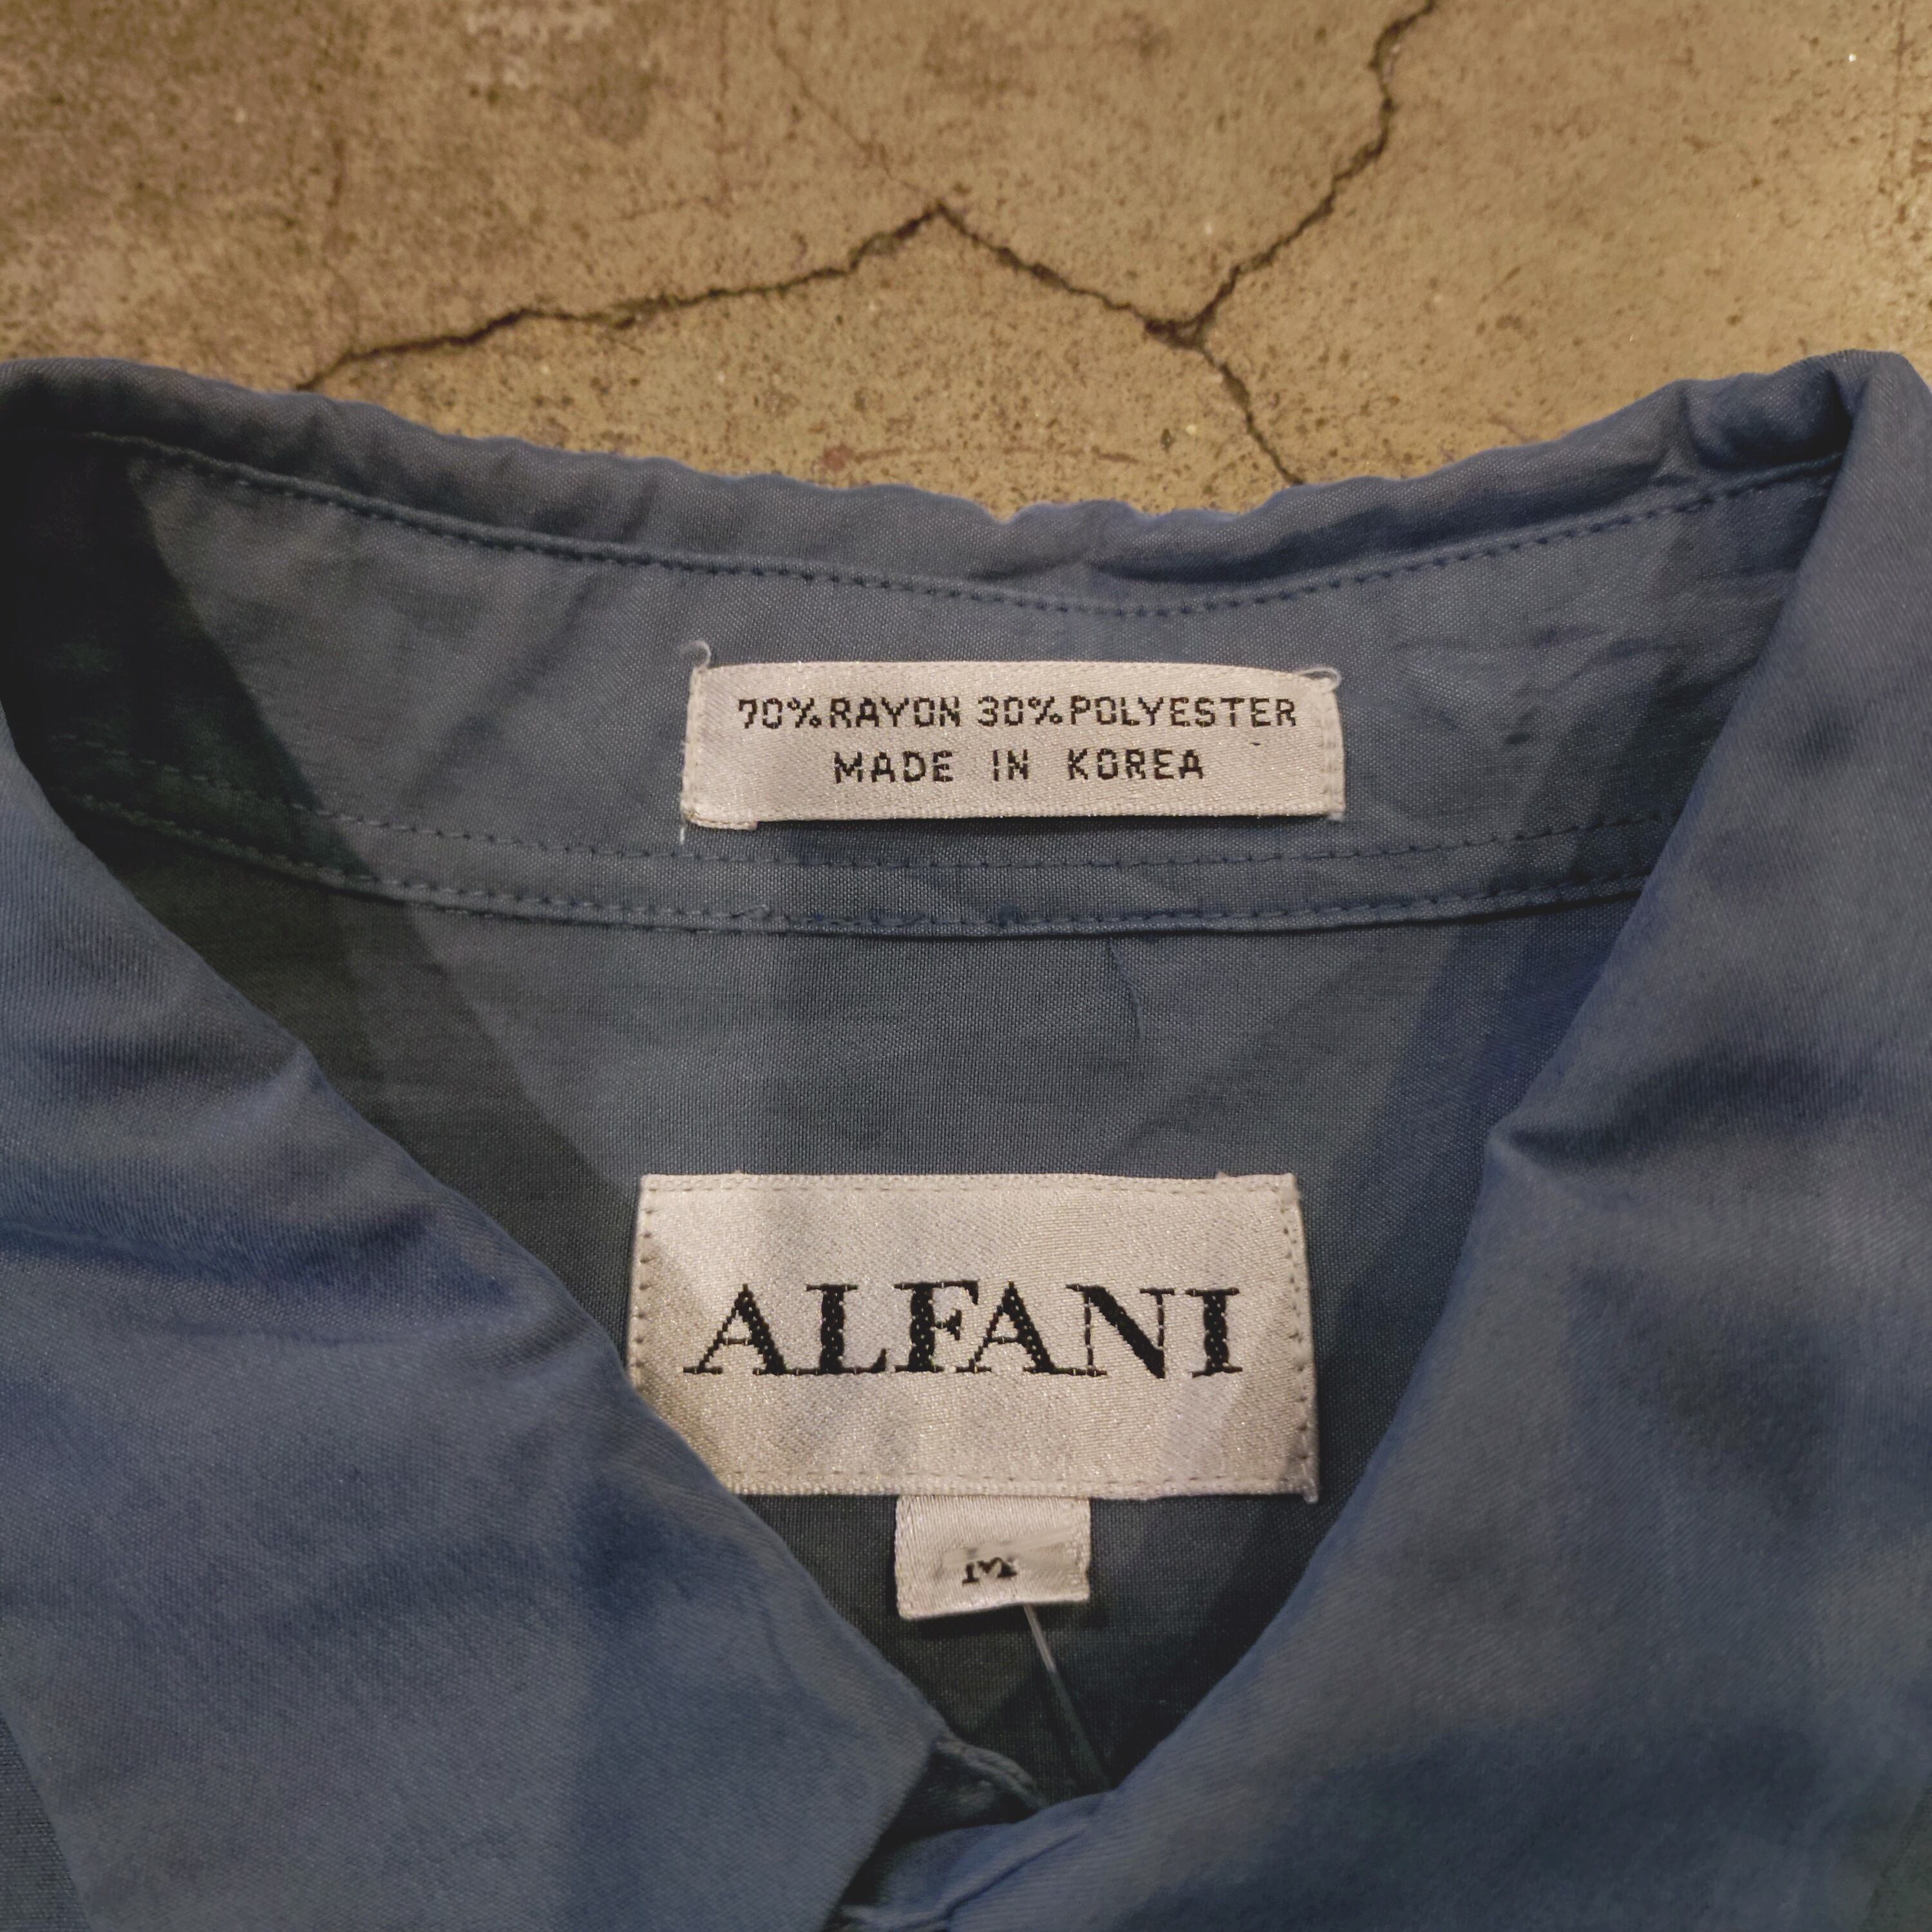 70% RAYON 30% POLYESTER
MADE IN KOREA
ALFANI
M